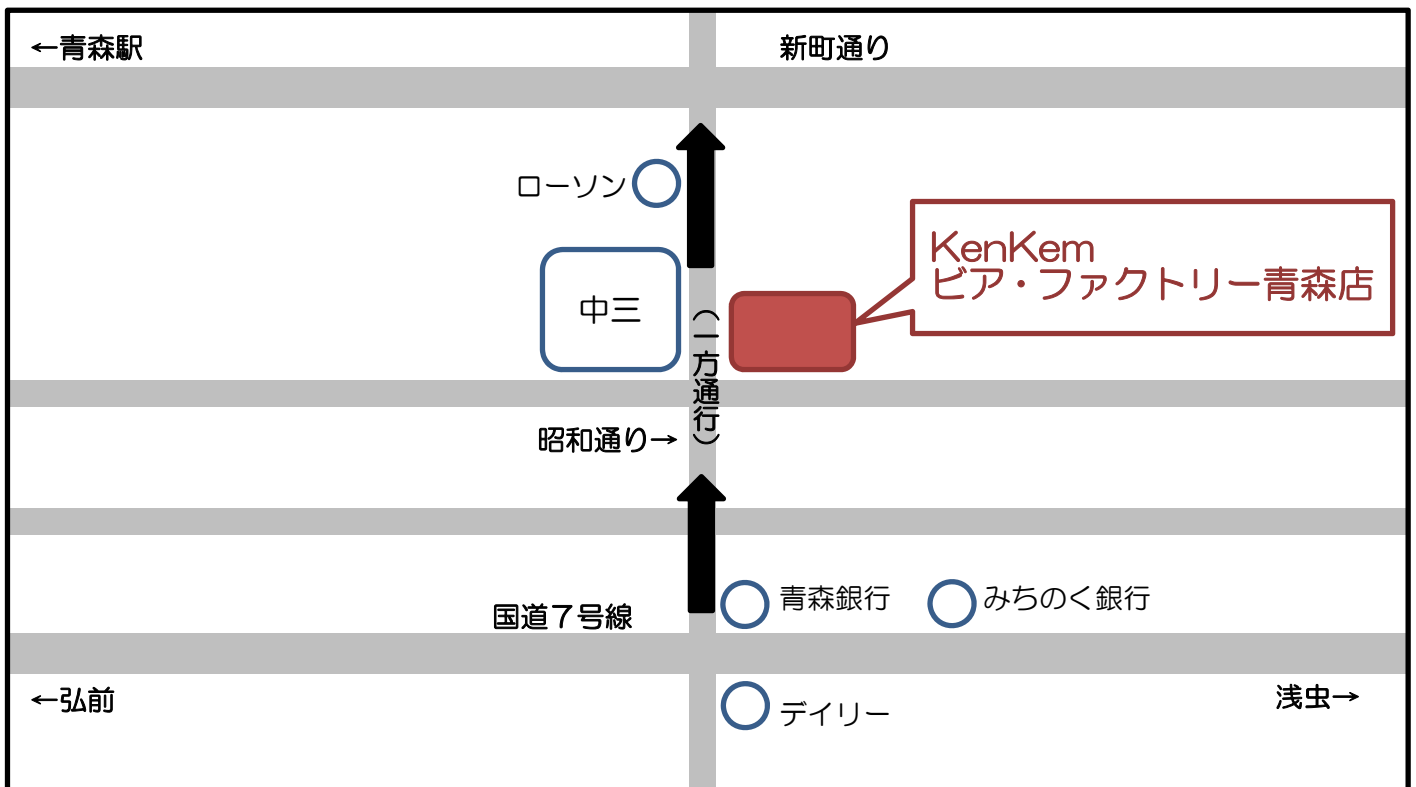 ←青森駅
新町通り
ローソン
KenKem
ビア・ファクトリー青森店
中三
(一方通行)
昭和通り→
青森銀行
みちのく銀行
国道7号線
←弘前
浅虫→
デイリー